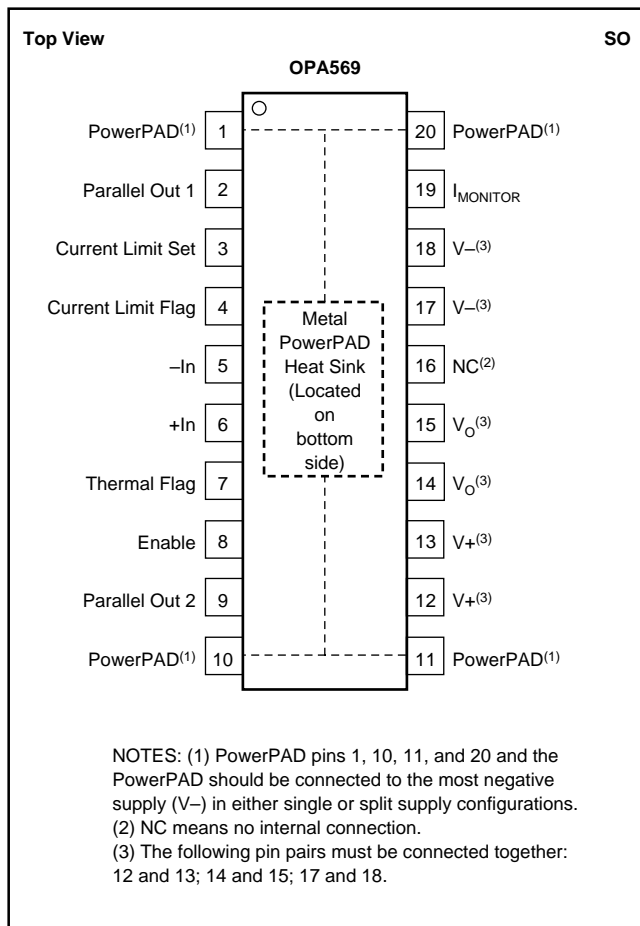 Top View SO
OPA569
PowerPAD(1) 1 20 PowerPAD(1)
Parallel Out 1 2 19 IMONITOR
Current Limit Set 3 18 V–(3)
Current Limit Flag 4 17 V–(3)
–In 5 16 NC(2)
+In 6 15 VO(3)
Thermal Flag 7 14 VO(3)
Enable 8 13 V+(3)
Parallel Out 2 9 12 V+(3)
PowerPAD(1) 10 11 PowerPAD(1)
Metal
PowerPAD
Heat Sink
(Located
on
bottom
side)
NOTES: (1) PowerPAD pins 1, 10, 11, and 20 and the
PowerPAD should be connected to the most negative
supply (V–) in either single or split supply configurations.
(2) NC means no internal connection.
(3) The following pin pairs must be connected together:
12 and 13; 14 and 15; 17 and 18.